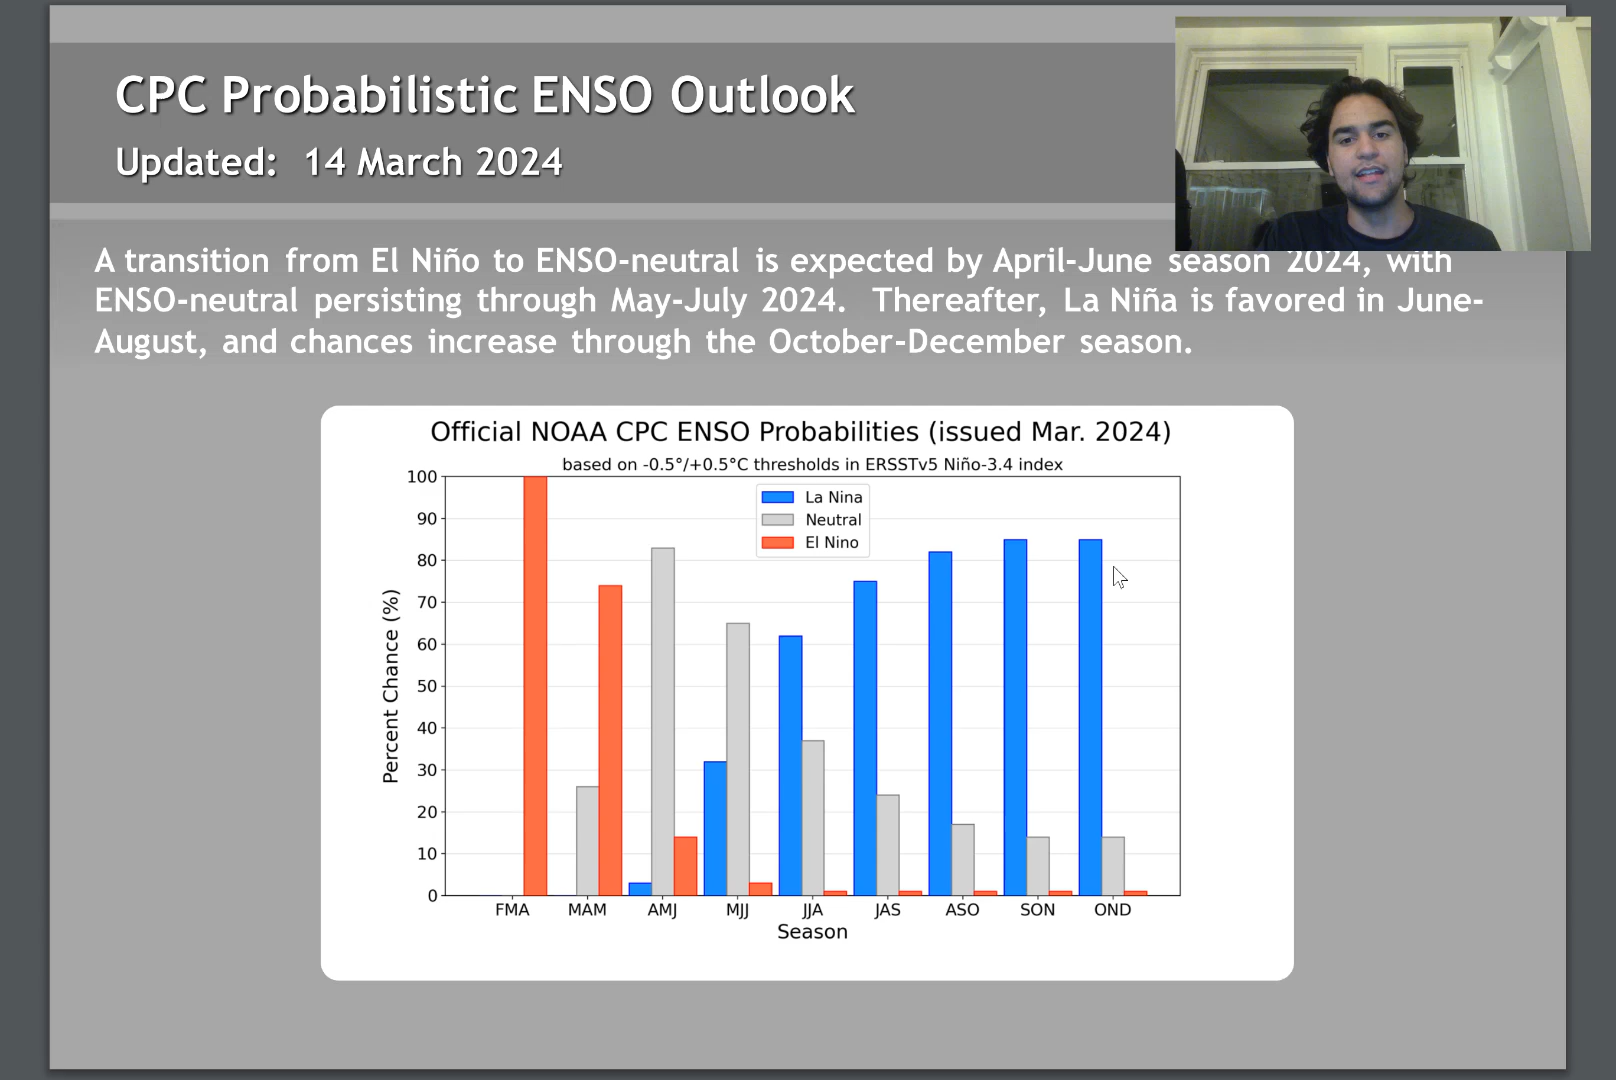 CPC Probabilistic ENSO Outlook
Updated: 14 March 2024
A transition from El Niño to ENSO-neutral is expected by April-June season 2024, with
ENSO-neutral persisting through May-July 2024. Thereafter, La Niña is favored in June-
August, and chances increase through the October-December season.
Official NOAA CPC ENSO Probabilities (issued Mar. 2024)
based on -0.5°/+0.5°C thresholds in ERSSTv5 Niño-3.4 index
La Nina
Neutral
El Nino
Percent Chance (%)
100
90
80
70
60
50
40
30
20
10
0
FMA MAM AMJ MJJ JJA JAS ASO SON OND
Season